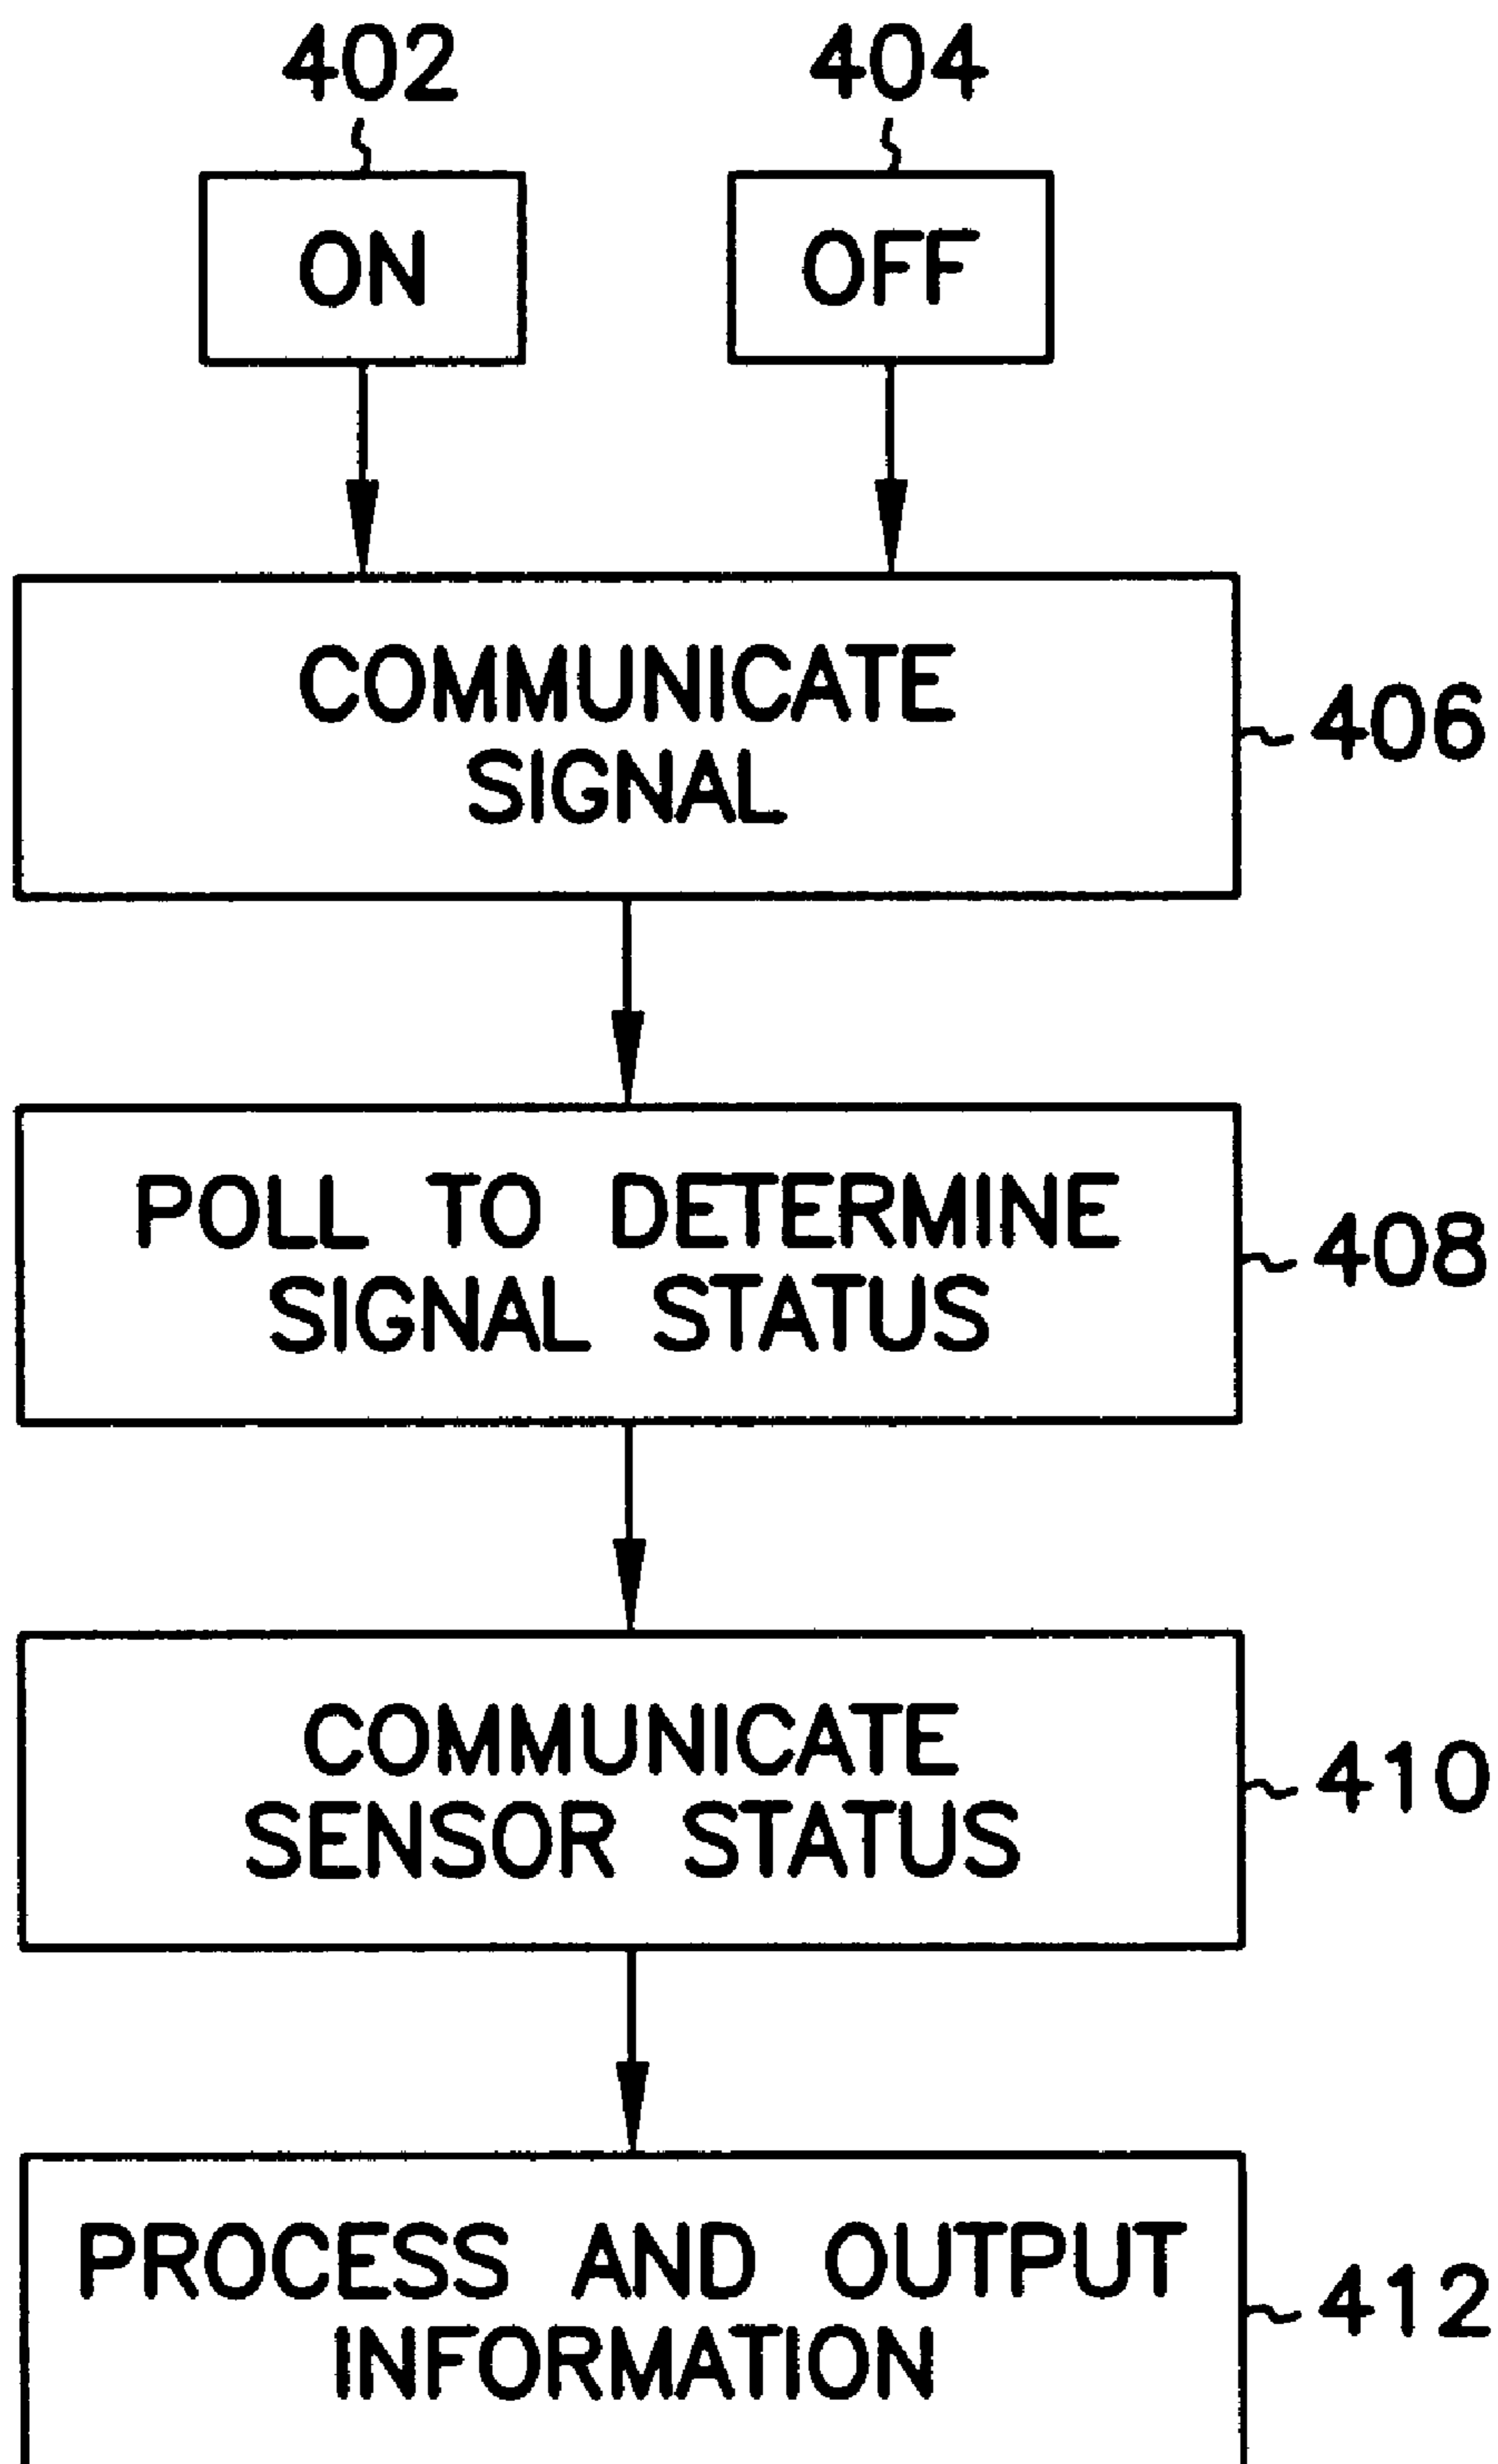 402
404
ON
OFF
COMMUNICATE
SIGNAL
406
POLL TO DETERMINE
SIGNAL STATUS
408
COMMUNICATE
SENSOR STATUS
410
PROCESS AND OUTPUT
INFORMATION
412